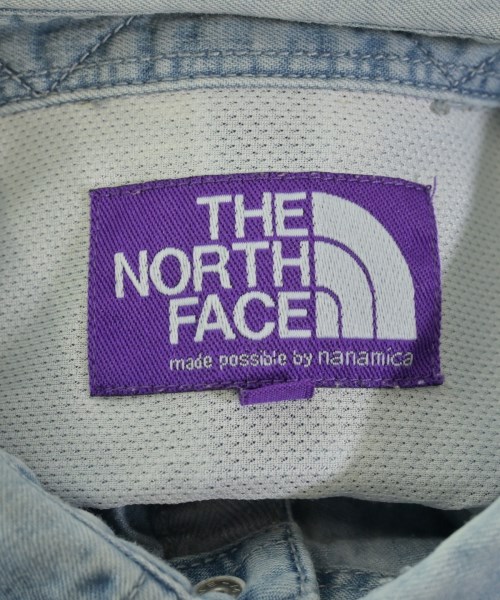 THE
NORTH
FACE
made possible by nanamica